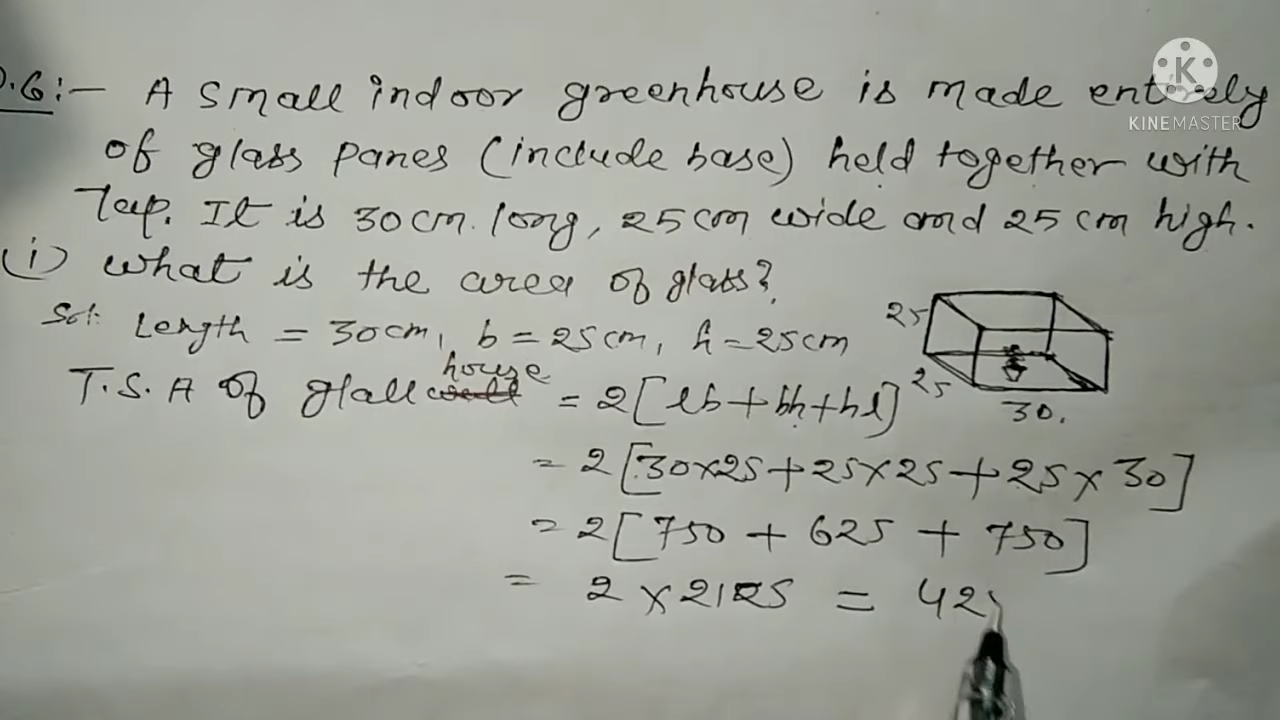 Q.6:- A small indoor greenhouse is made entirely
of glass panes (include base) held together with
Tap. It is 30cm. long, 25cm wide and 25 cm high.
(i) what is the area of glass?
Sol: Length = 30cm, b = 25cm, h = 25cm
T.S.A of glall house = 2[lb+bh+hl]
= 2[30×25+25×25+25×30]
= 2[750 + 625 + 750]
= 2 × 2125 = 425
25
25
30.
K
KINEMASTER